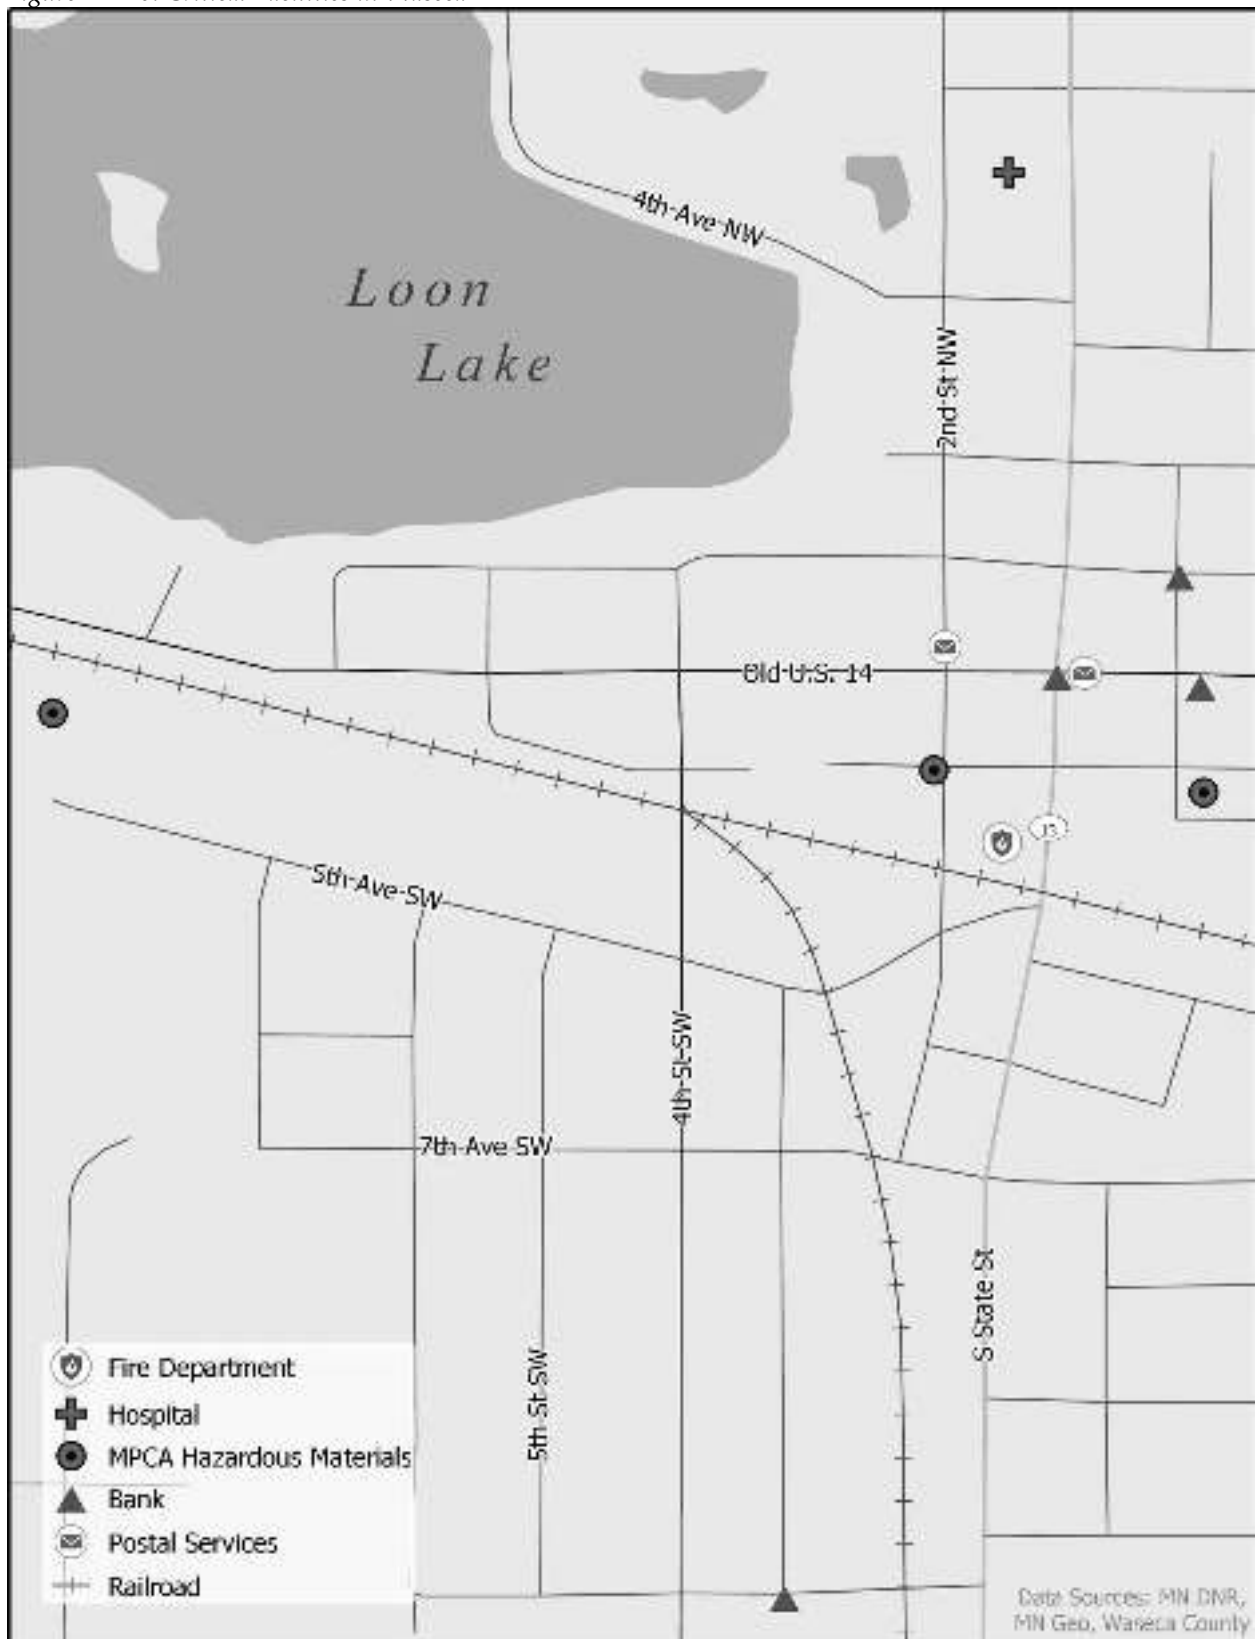 4th Ave NW
Loon
Lake
2nd St NW
Old U.S. 14
13
5th Ave SW
4th St SW
7th Ave SW
S State St
5th St SW
Fire Department
Hospital
MPCA Hazardous Materials
Bank
Postal Services
Railroad
Data Sources: MN DNR,
MN Geo, Waseca County